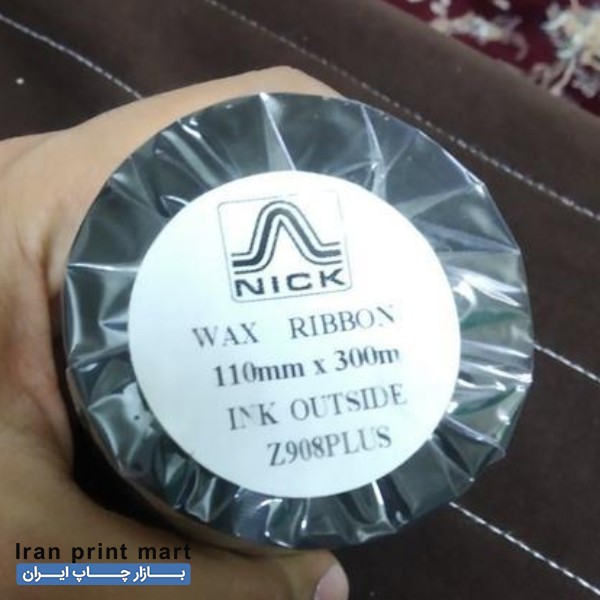 NICK
WAX RIBBON
110mm x 300m
INK OUTSIDE
Z908PLUS
Iran print mart
بازار چاپ ایران